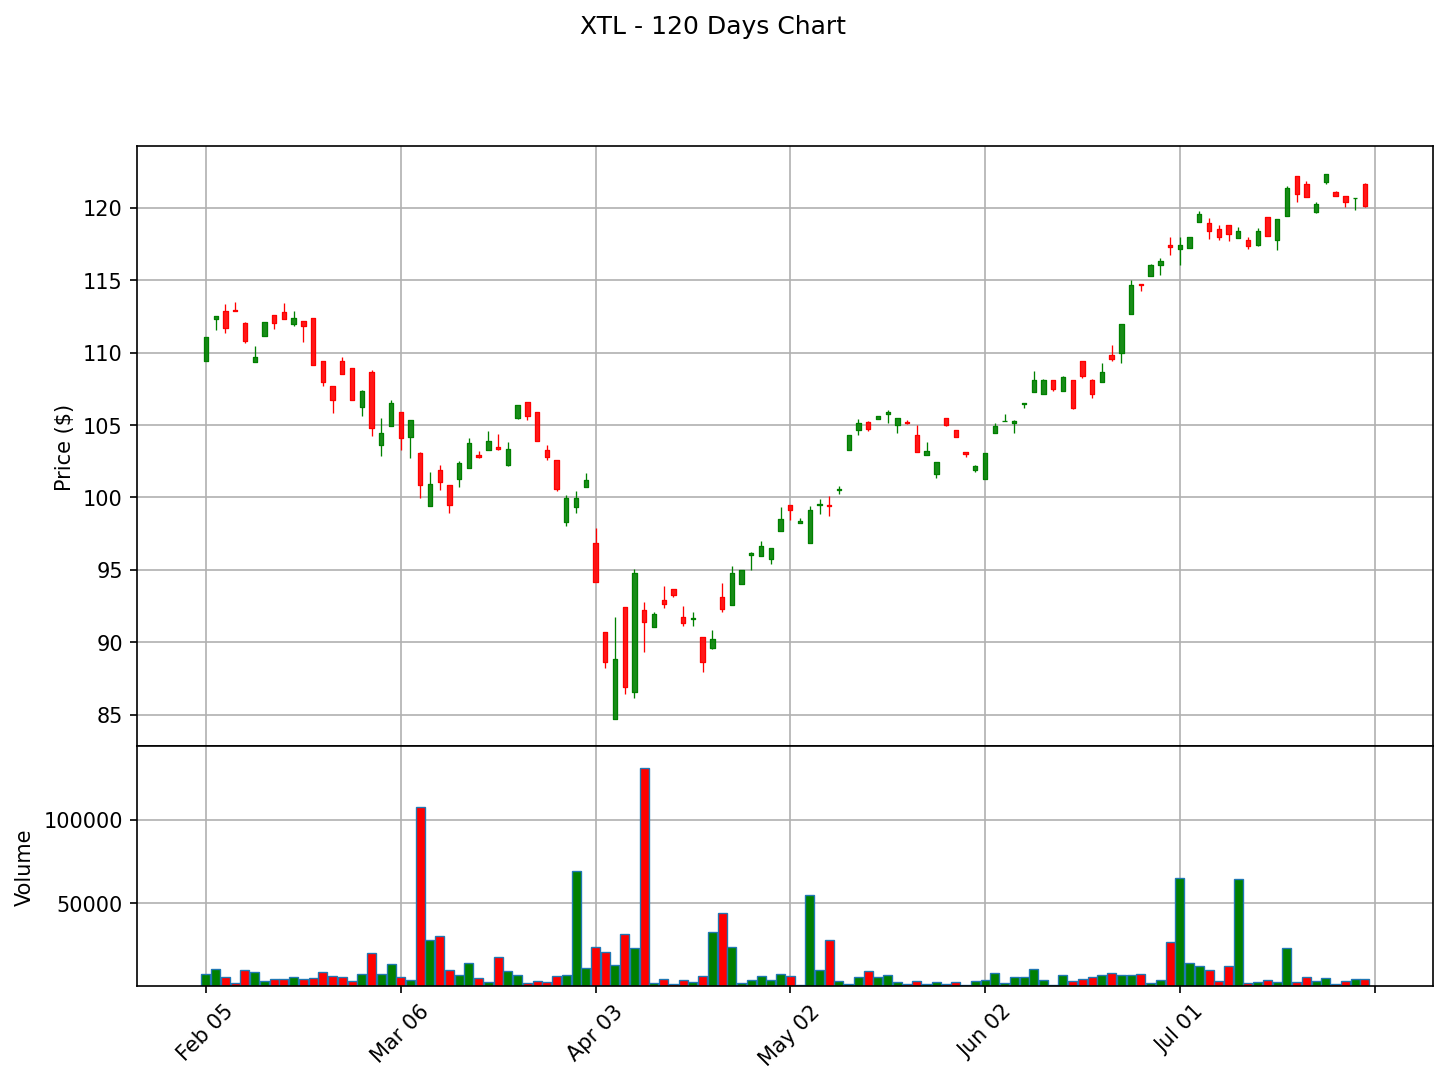 XTL - 120 Days Chart
Price ($)
120
115
110
105
100
95
90
85
Volume
100000
50000
Feb 05
Mar 06
Apr 03
May 02
Jun 02
Jul 01